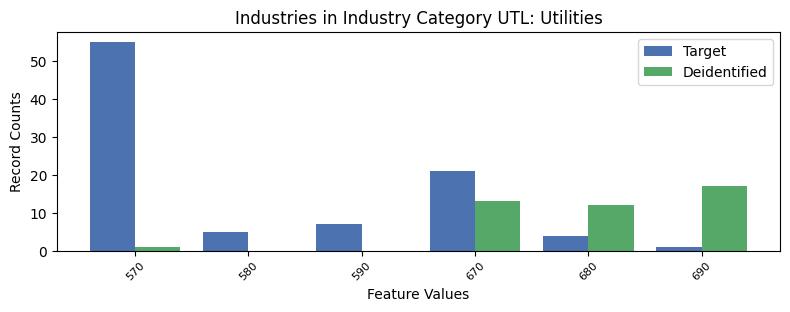 Industries in Industry Category UTL: Utilities
Target
Deidentified
Record Counts
50
40
30
20
10
0
570 580 590 670 680 690
Feature Values